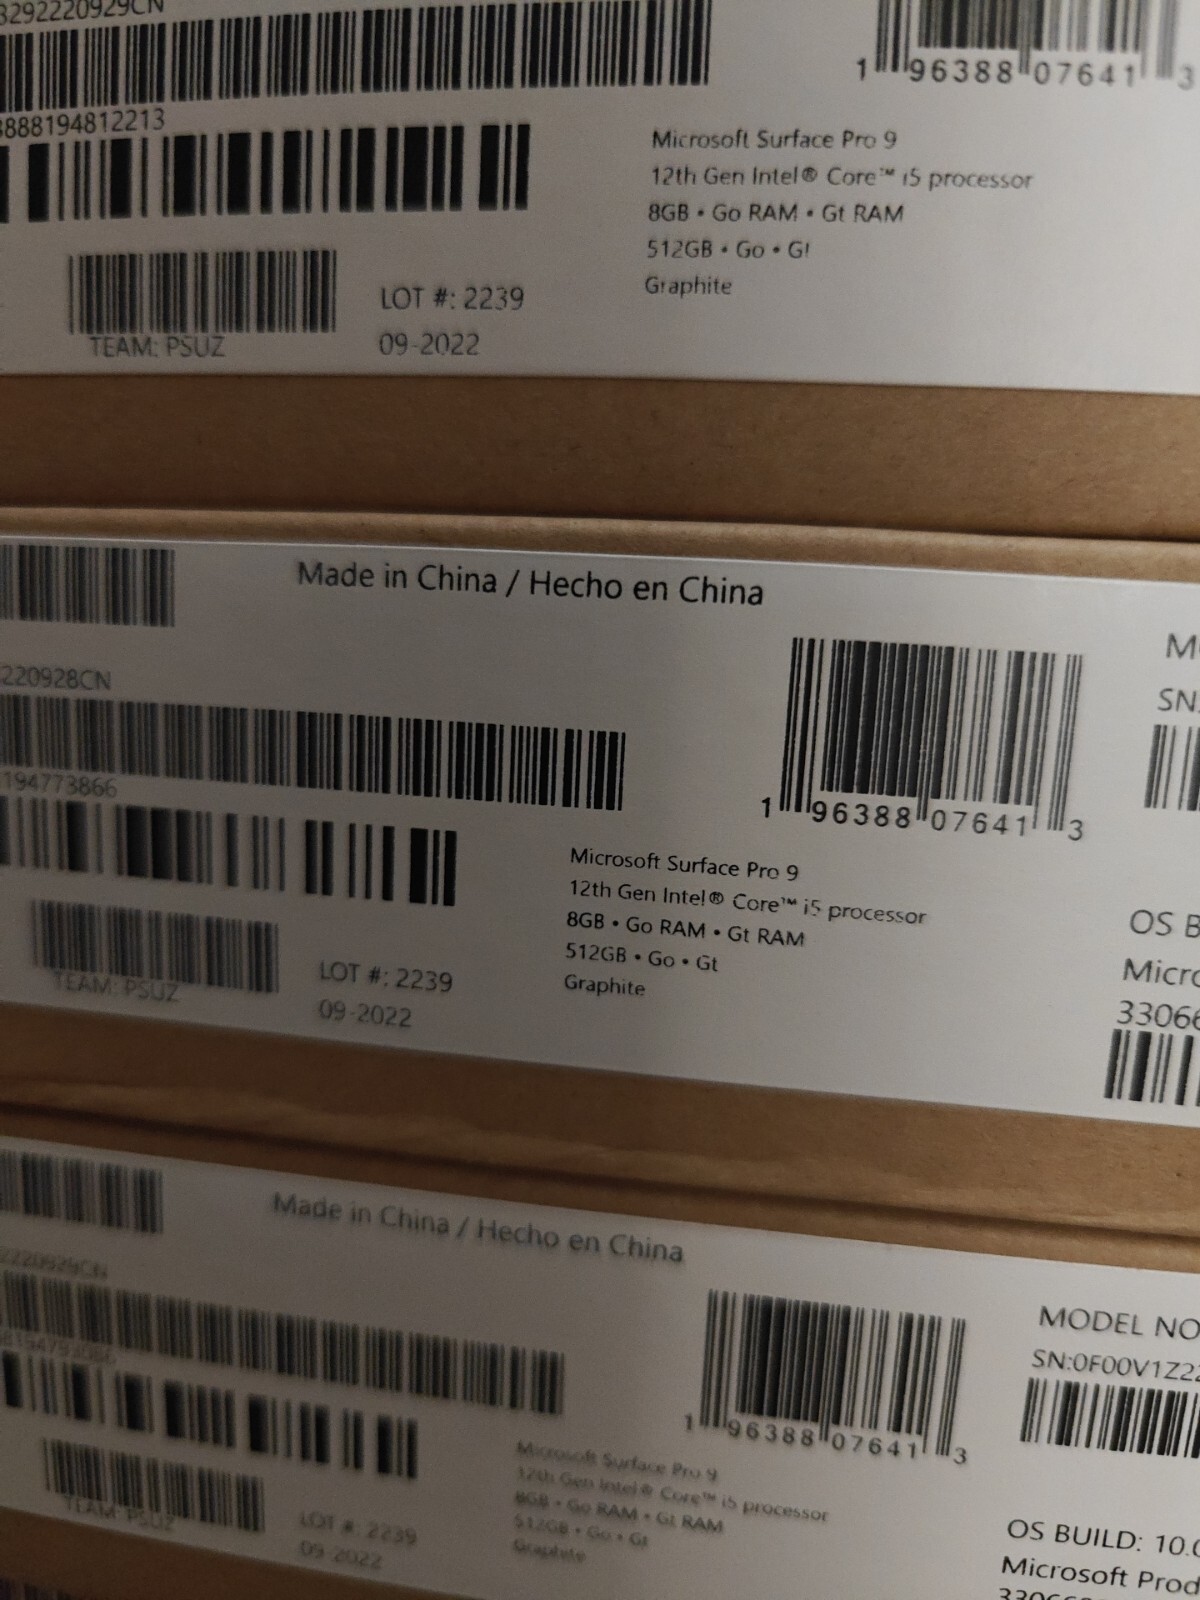 3292220929CN
1 96388 07641 3
8888194812213
Microsoft Surface Pro 9
12th Gen Intel® Core™ i5 processor
8GB • Go RAM • Gt RAM
512GB • Go • Gt
Graphite
LOT #: 2239
TEAM: PSUZ
09-2022
Made in China / Hecho en China
220928CN
SN:
194773866
1 96388 07641 3
Microsoft Surface Pro 9
12th Gen Intel® Core™ i5 processor
8GB • Go RAM • Gt RAM
512GB • Go • Gt
Graphite
LOT #: 2239
TEAM: PSUZ
09-2022
OS B
Micro
33066
Made in China / Hecho en China
2220929CN
MODEL NO
SN:0F00V1Z22
1 96388 07641 3
Microsoft Surface Pro 9
12th Gen Intel® Core™ i5 processor
8GB • Go RAM • Gt RAM
512GB • Go • Gt
Graphite
TEAM: PSUZ
LOT #: 2239
09-2022
OS BUILD: 10.0
Microsoft Prod